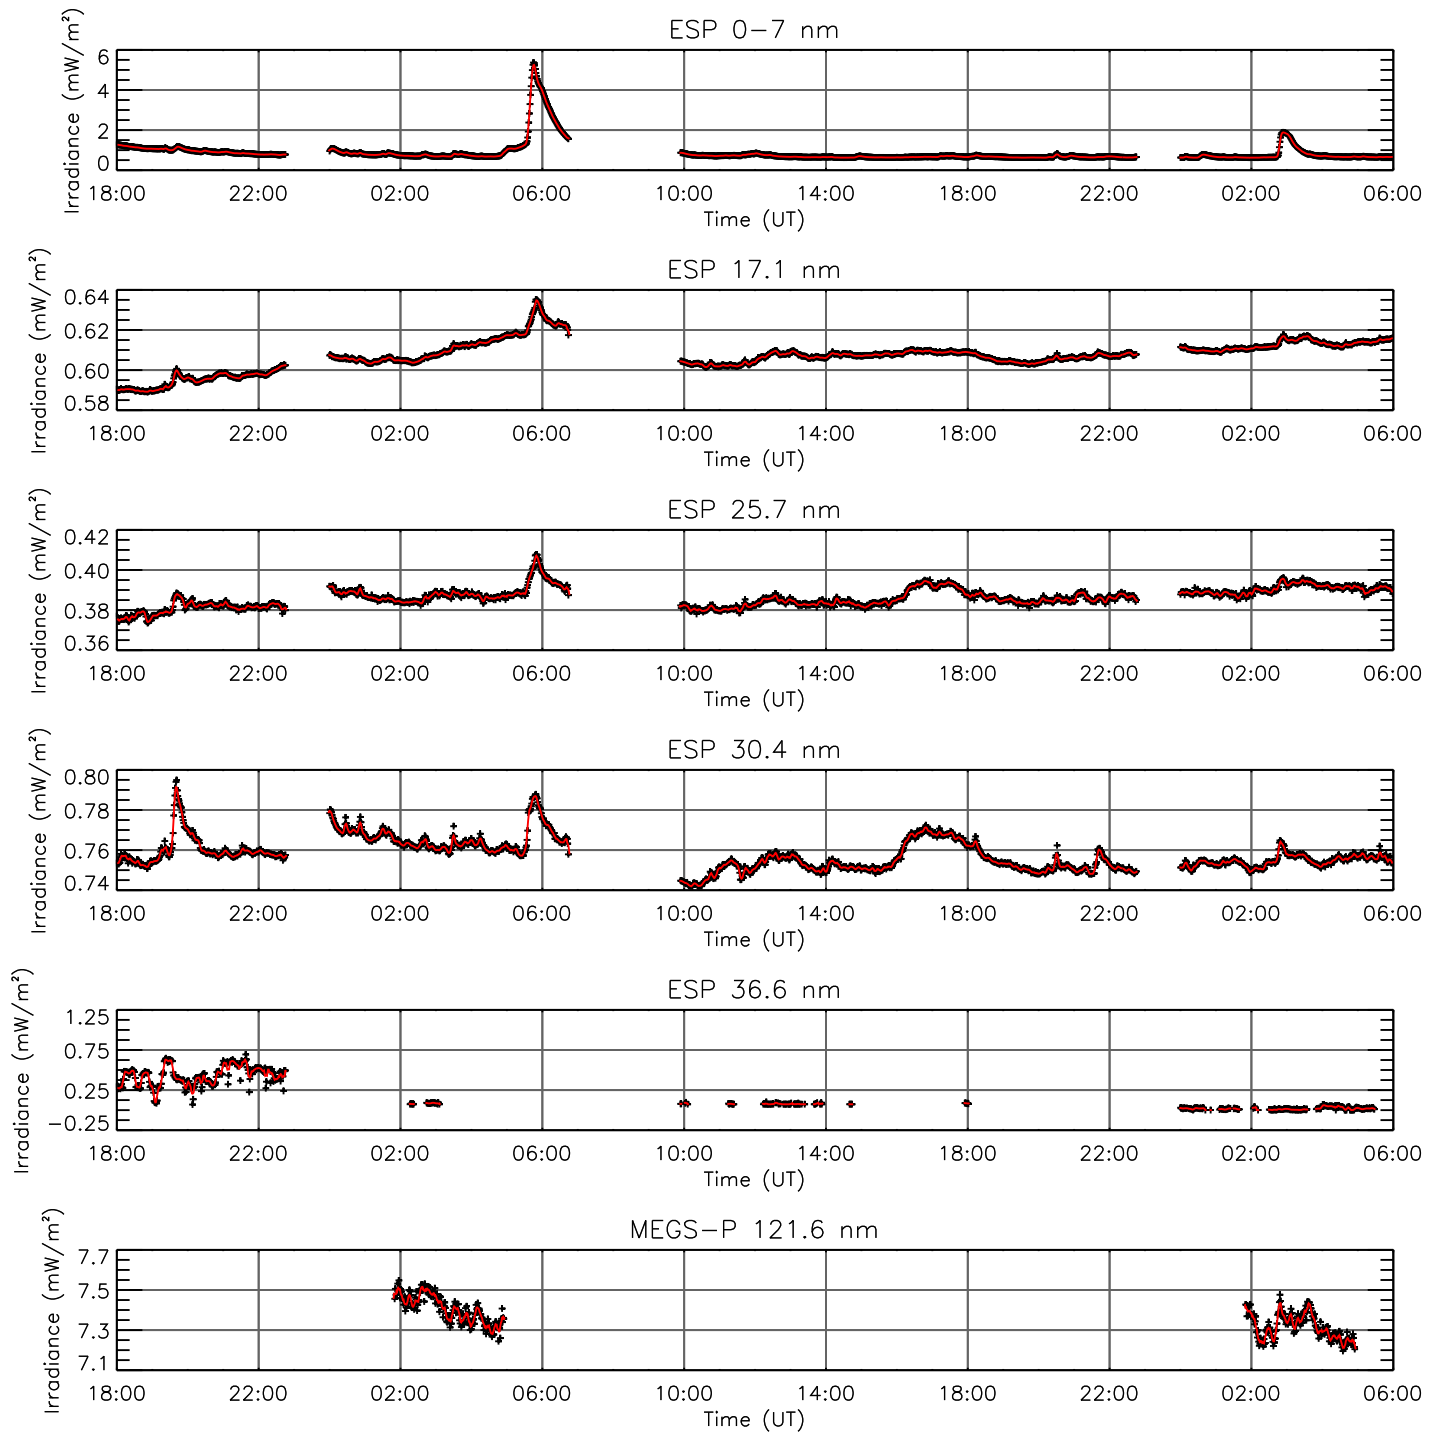 ESP 0−7 nm
Irradiance (mW/m²)
6
4
2
0
18:00 22:00 02:00 06:00 10:00 14:00 18:00 22:00 02:00 06:00
Time (UT)
ESP 17.1 nm
Irradiance (mW/m²)
0.64
0.62
0.60
0.58
18:00 22:00 02:00 06:00 10:00 14:00 18:00 22:00 02:00 06:00
Time (UT)
ESP 25.7 nm
Irradiance (mW/m²)
0.42
0.40
0.38
0.36
18:00 22:00 02:00 06:00 10:00 14:00 18:00 22:00 02:00 06:00
Time (UT)
ESP 30.4 nm
Irradiance (mW/m²)
0.80
0.78
0.76
0.74
18:00 22:00 02:00 06:00 10:00 14:00 18:00 22:00 02:00 06:00
Time (UT)
ESP 36.6 nm
Irradiance (mW/m²)
1.25
0.75
0.25
−0.25
18:00 22:00 02:00 06:00 10:00 14:00 18:00 22:00 02:00 06:00
Time (UT)
MEGS−P 121.6 nm
Irradiance (mW/m²)
7.7
7.5
7.3
7.1
18:00 22:00 02:00 06:00 10:00 14:00 18:00 22:00 02:00 06:00
Time (UT)